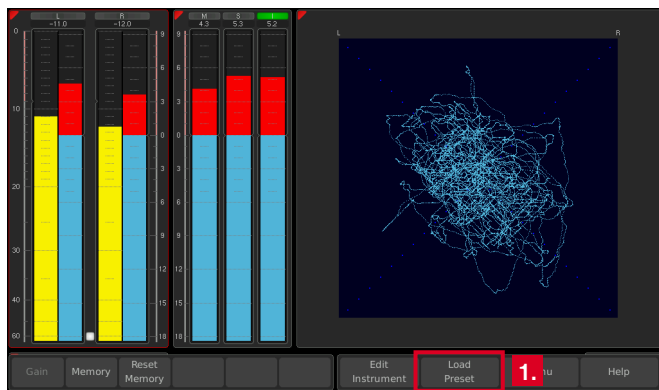 L R M S I
-11.0 -12.0 4.3 5.3 5.2
L R
0 9 9
6 6
10 3 3
0 0
20 3 3
6 6
30 9 9
12 12
40 15 15
60 18 18
Gain Memory Reset Memory Edit Instrument Load Preset 1. nu Help